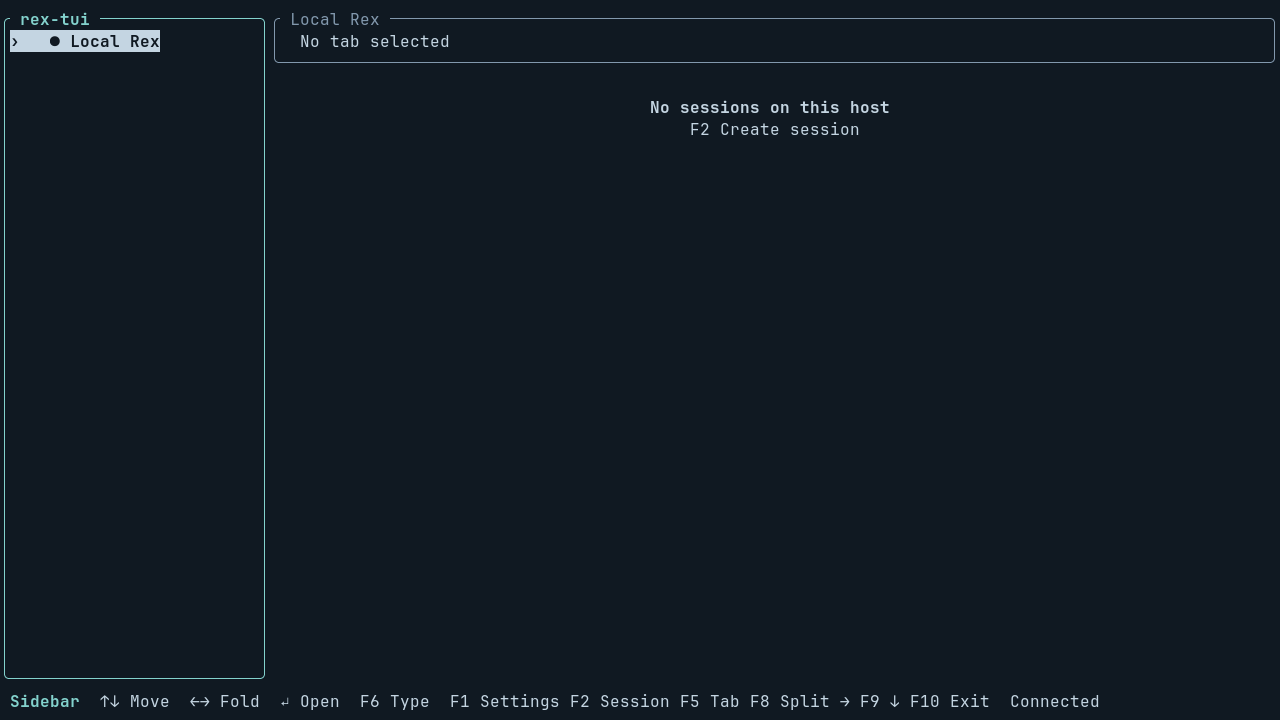 rex-tui
› ● Local Rex
Local Rex
No tab selected
No sessions on this host
F2 Create session
Sidebar ↑↓ Move ←→ Fold ↵ Open F6 Type F1 Settings F2 Session F5 Tab F8 Split → F9 ↓ F10 Exit Connected